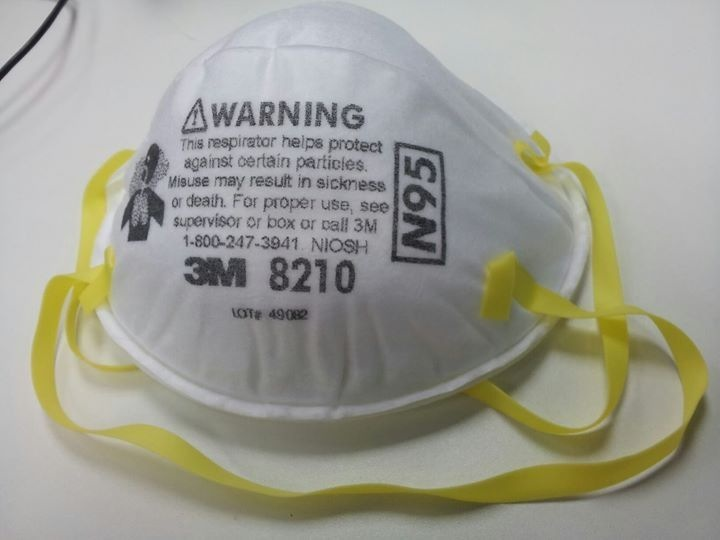 WARNING
This respirator helps protect
against certain particles.
Misuse may result in sickness
or death. For proper use, see
supervisor or box or call 3M
1-800-247-3941. NIOSH
3M 8210
LOT# 49082
N95